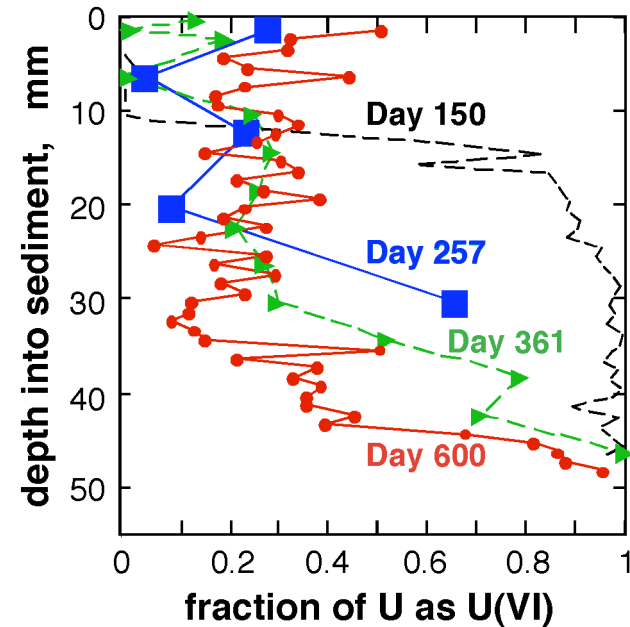 0
10
20
30
40
50
depth into sediment, mm
Day 150
Day 257
Day 361
Day 600
0 0.2 0.4 0.6 0.8 1
fraction of U as U(VI)